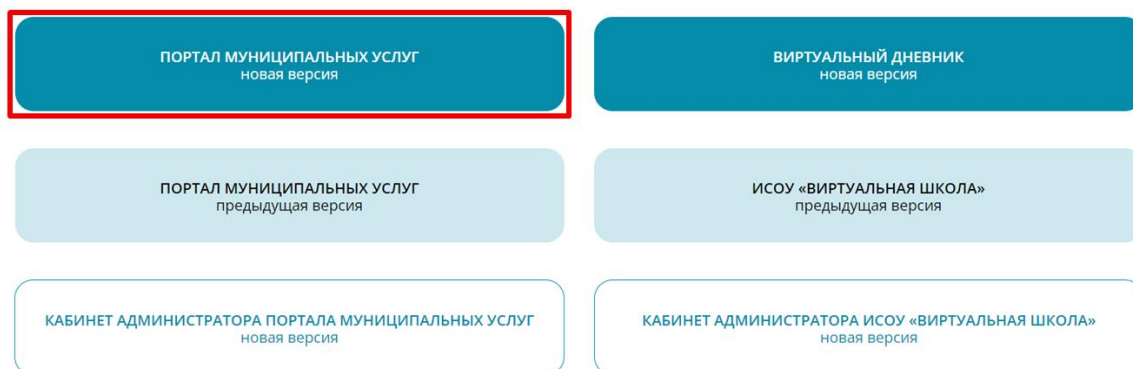 ПОРТАЛ МУНИЦИПАЛЬНЫХ УСЛУГ
новая версия
ВИРТУАЛЬНЫЙ ДНЕВНИК
новая версия
ПОРТАЛ МУНИЦИПАЛЬНЫХ УСЛУГ
предыдущая версия
ИСОУ «ВИРТУАЛЬНАЯ ШКОЛА»
предыдущая версия
КАБИНЕТ АДМИНИСТРАТОРА ПОРТАЛА МУНИЦИПАЛЬНЫХ УСЛУГ
новая версия
КАБИНЕТ АДМИНИСТРАТОРА ИСОУ «ВИРТУАЛЬНАЯ ШКОЛА»
новая версия